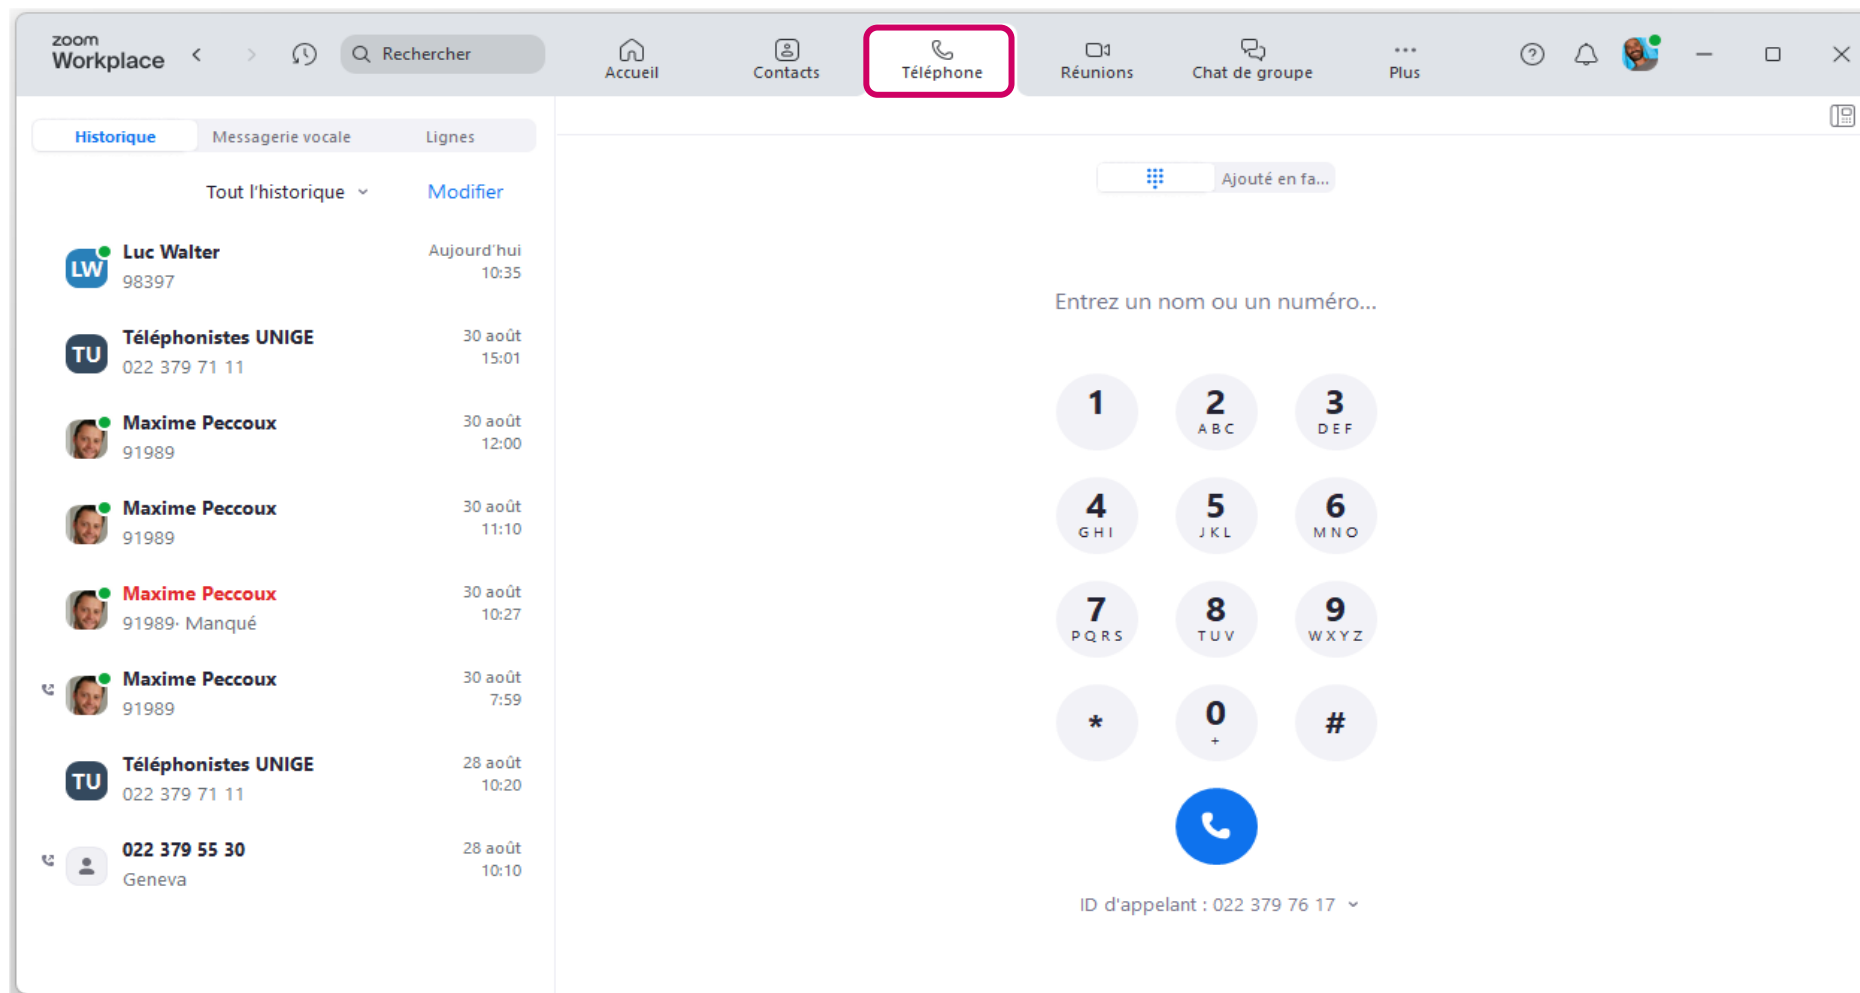 zoom
Workplace
Rechercher
Accueil
Contacts
Téléphone
Réunions
Chat de groupe
Plus
Historique
Messagerie vocale
Lignes
Tout l'historique
Modifier
LW
Luc Walter
98397
Aujourd'hui
10:35
TU
Téléphonistes UNIGE
022 379 71 11
30 août
15:01
Maxime Peccoux
91989
30 août
12:00
Maxime Peccoux
91989
30 août
11:10
Maxime Peccoux
91989· Manqué
30 août
10:27
Maxime Peccoux
91989
30 août
7:59
TU
Téléphonistes UNIGE
022 379 71 11
28 août
10:20
022 379 55 30
Geneva
28 août
10:10
Ajouté en fa...
Entrez un nom ou un numéro...
1
2
ABC
3
DEF
4
GHI
5
JKL
6
MNO
7
PQRS
8
TUV
9
WXYZ
*
0
+
#
ID d'appelant : 022 379 76 17